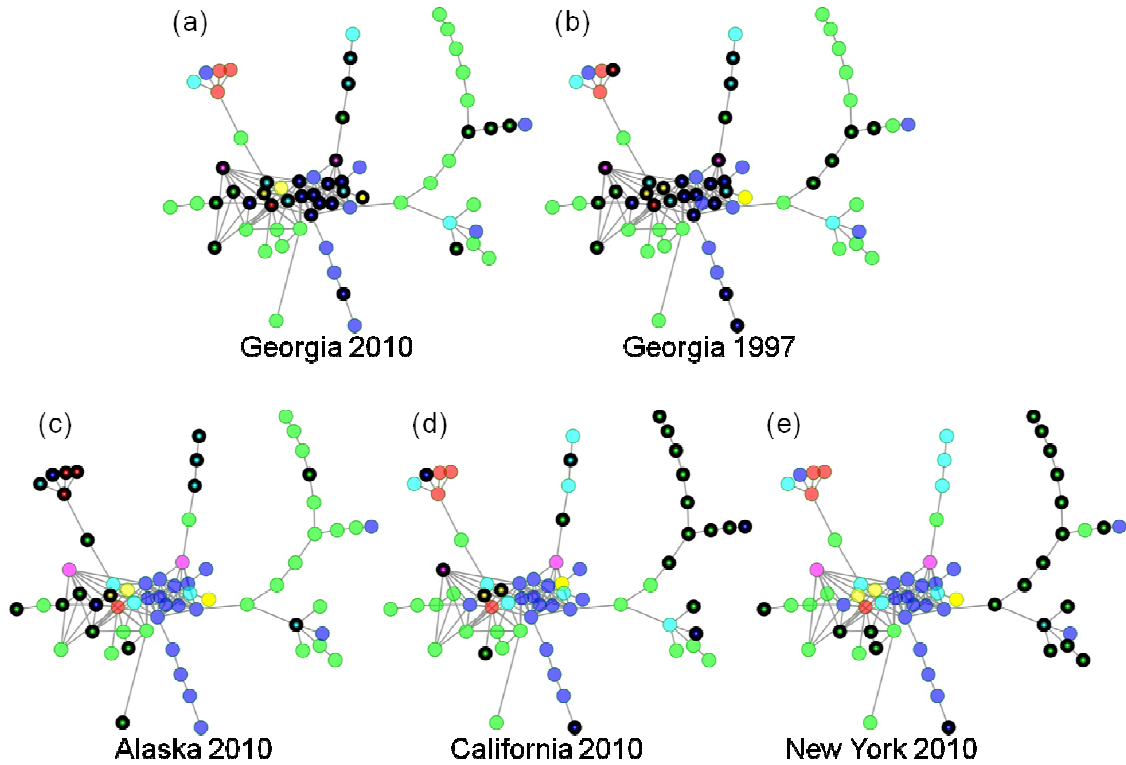 (a)
(b)
Georgia 2010
Georgia 1997
(c)
(d)
(e)
Alaska 2010
California 2010
New York 2010